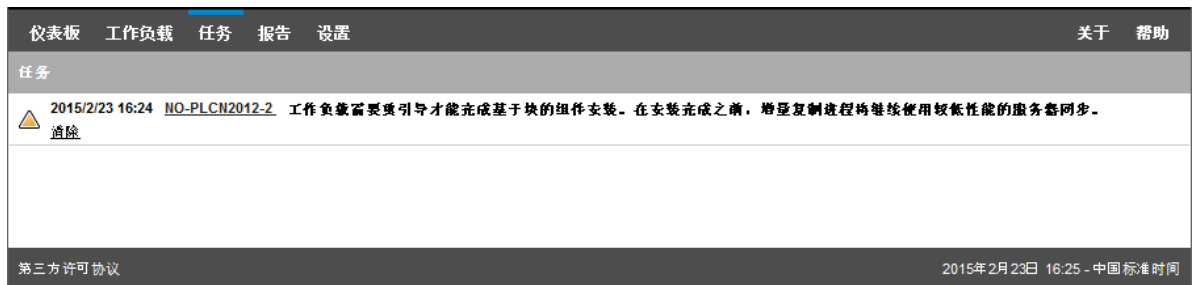 仪表板 工作负载 任务 报告 设置 关于 帮助
任务
2015/2/23 16:24 NO-PLCN2012-2 工作负载需要重引导才能完成基于块的组件安装。在安装完成之前，增量复制进程将继续使用较低性能的服务器同步。
消除
第三方许可协议 2015年2月23日 16:25 - 中国标准时间